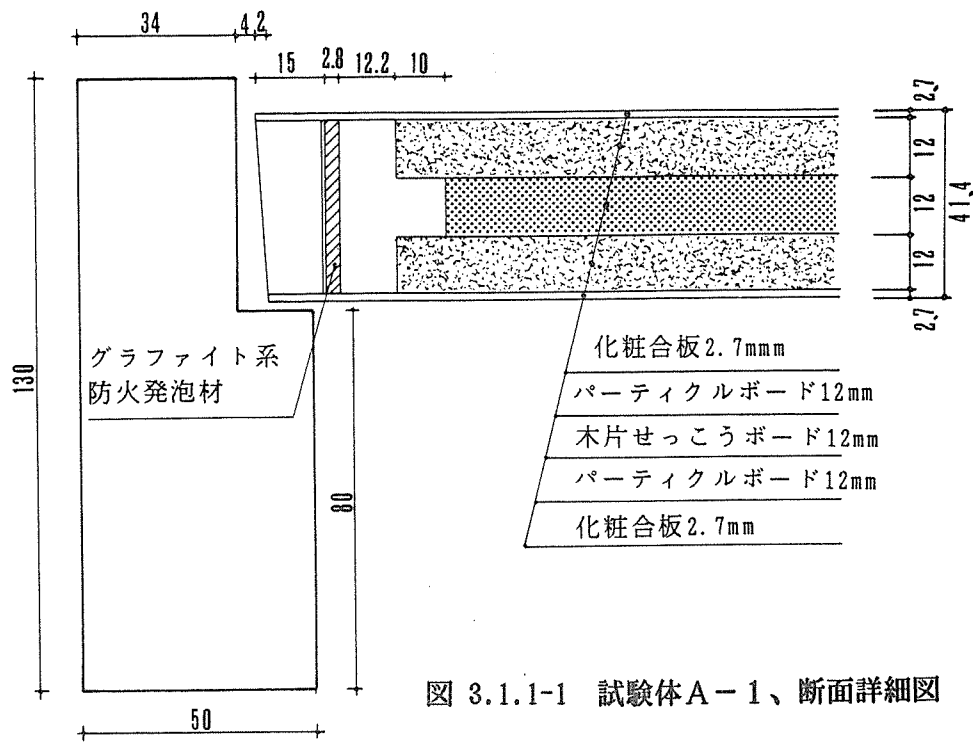 34
4
2
15
2.8
12.2
10
130
2.7
12
12
12
2.7
41.4
グラファイト系
防火発泡材
80
化粧合板2.7mmm
パーティクルボード12mm
木片せっこうボード12mm
パーティクルボード12mm
化粧合板2.7mm
50
図 3.1.1-1 試験体A－1、断面詳細図